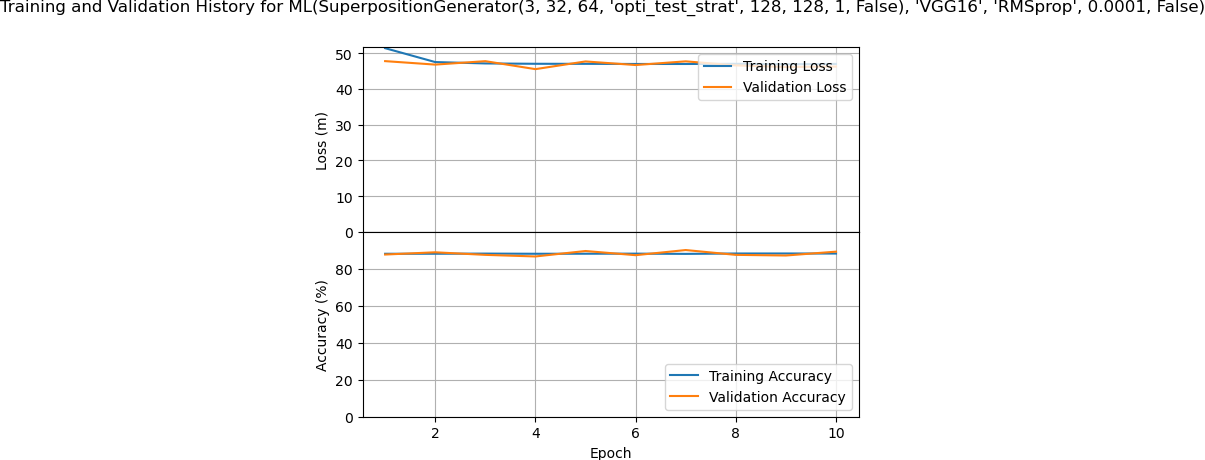 Training and Validation History for ML(SuperpositionGenerator(3, 32, 64, 'opti_test_strat', 128, 128, 1, False), 'VGG16', 'RMSprop', 0.0001, False)
50
40
30
20
10
0
Loss (m)
Training Loss
Validation Loss
80
60
40
20
0
Accuracy (%)
Training Accuracy
Validation Accuracy
2 4 6 8 10
Epoch